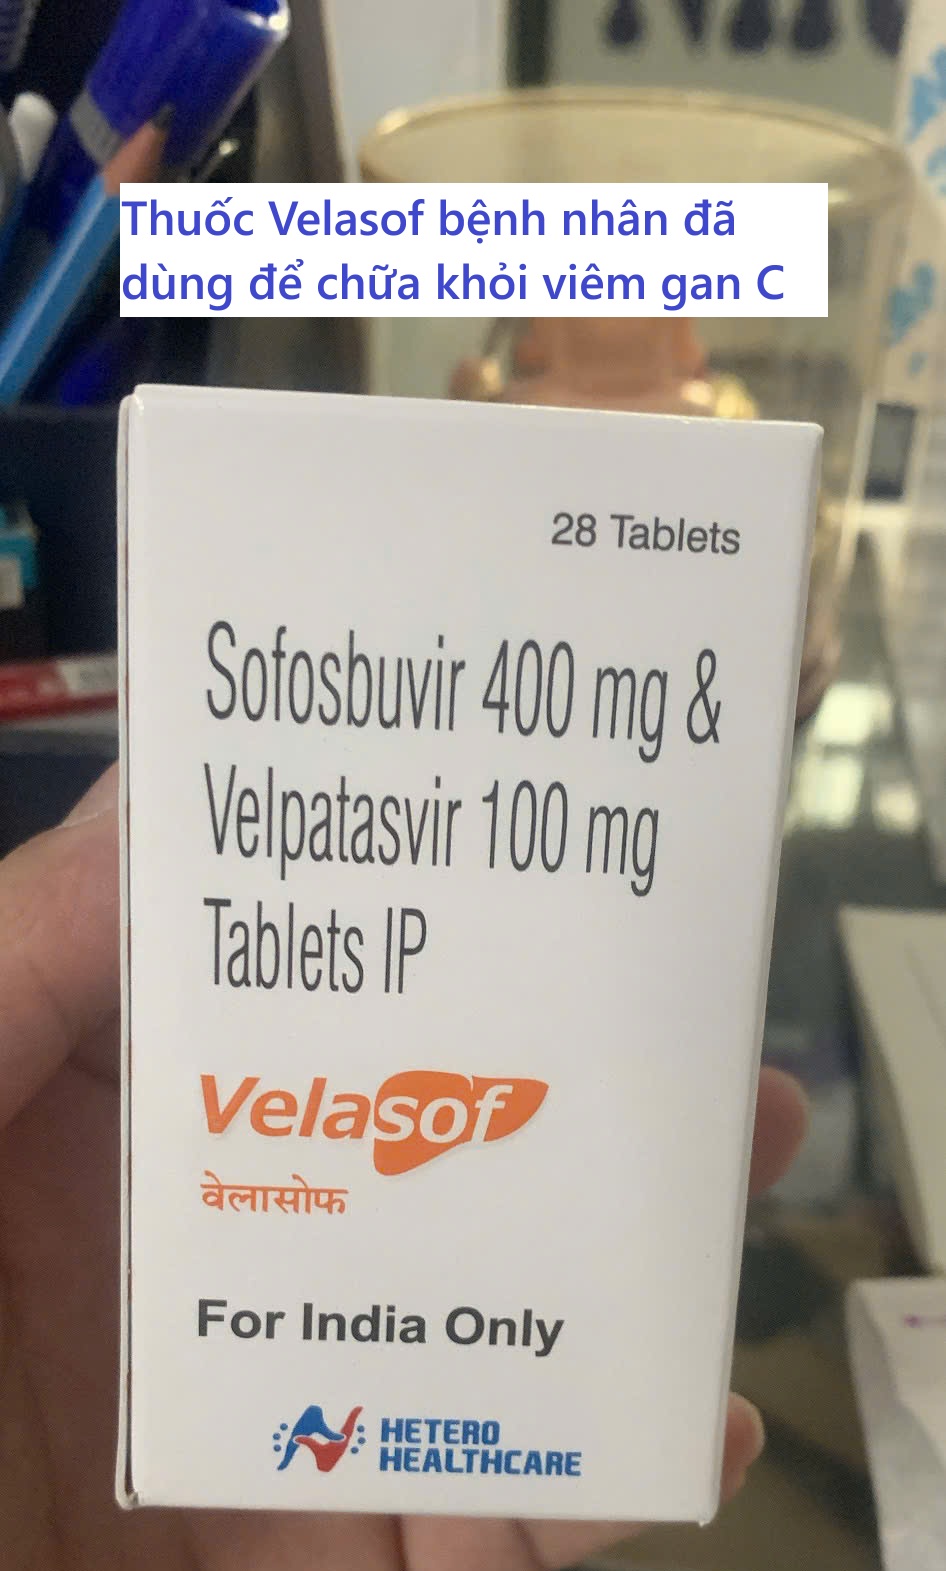 Thuốc Velasof bệnh nhân đã
dùng để chữa khỏi viêm gan C
28 Tablets
Sofosbuvir 400 mg &
Velpatasvir 100 mg
Tablets IP
Velasof
वेलासोफ
For India Only
HETERO
HEALTHCARE